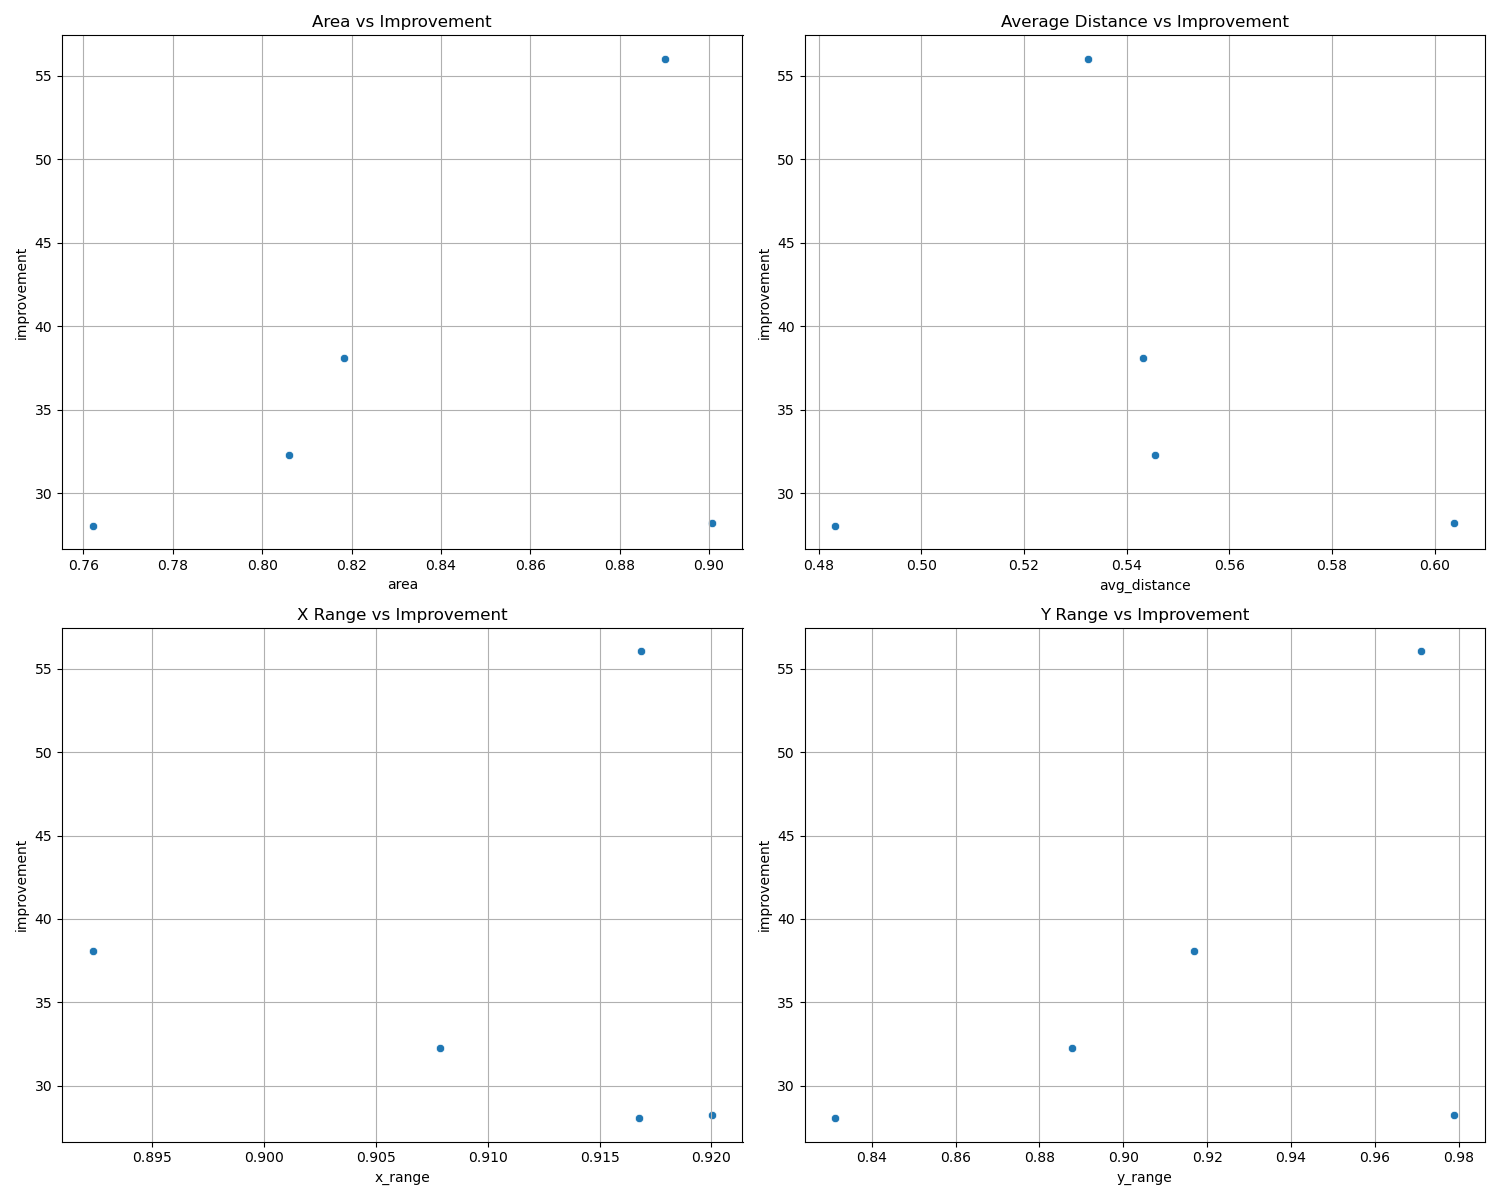 Area vs Improvement
improvement
55
50
45
40
35
30
0.76 0.78 0.80 0.82 0.84 0.86 0.88 0.90
area
Average Distance vs Improvement
improvement
55
50
45
40
35
30
0.48 0.50 0.52 0.54 0.56 0.58 0.60
avg_distance
X Range vs Improvement
improvement
55
50
45
40
35
30
0.895 0.900 0.905 0.910 0.915 0.920
x_range
Y Range vs Improvement
improvement
55
50
45
40
35
30
0.84 0.86 0.88 0.90 0.92 0.94 0.96 0.98
y_range